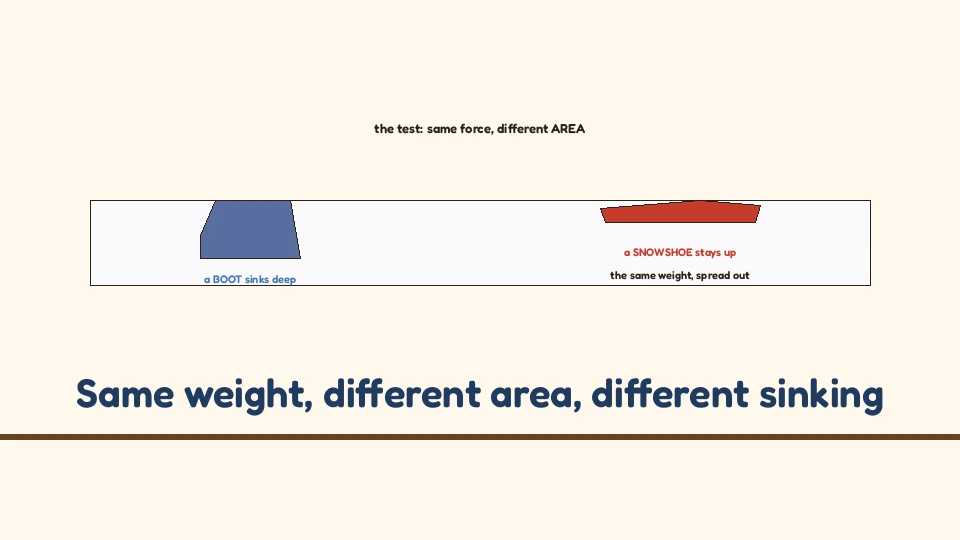 the test: same force, different AREA
a BOOT sinks deep
a SNOWSHOE stays up
the same weight, spread out
Same weight, different area, different sinking